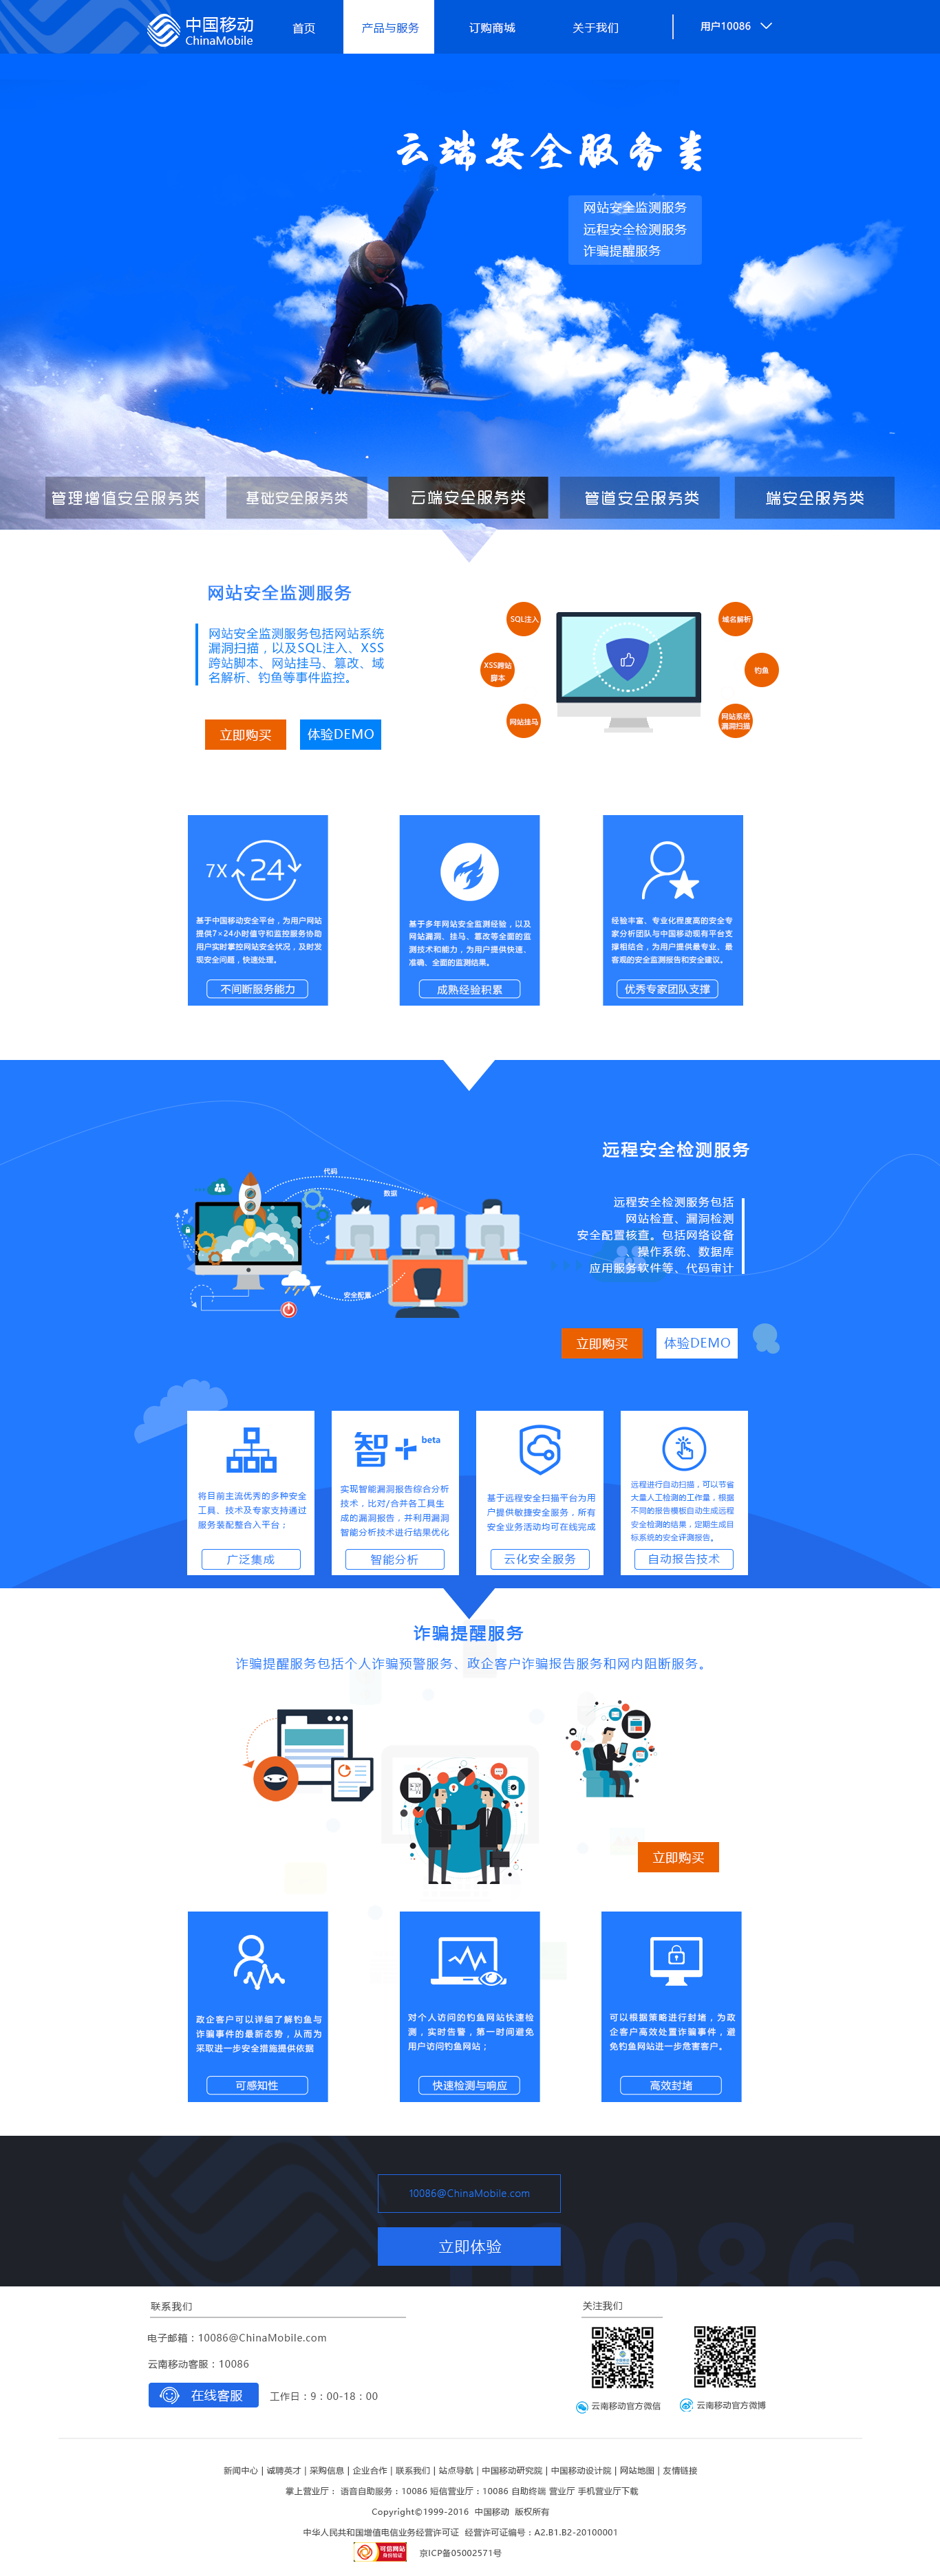 中国移动
ChinaMobile
首页
产品与服务
订购商城
关于我们
用户10086
云端安全服务类
网站安全监测服务
远程安全检测服务
诈骗提醒服务
管理增值安全服务类
基础安全服务类
云端安全服务类
管道安全服务类
端安全服务类
网站安全监测服务
网站安全监测服务包括网站系统
漏洞扫描，以及SQL注入、XSS
跨站脚本、网站挂马、篡改、域
名解析、钓鱼等事件监控。
立即购买
体验DEMO
SQL注入
XSS跨站
脚本
网站挂马
域名解析
钓鱼
网站系统
漏洞扫描
7X
24
基于中国移动安全平台，为用户网站
提供7×24小时值守和监控服务协助
用户实时掌控网站安全状况，及时发
现安全问题，快速处理。
不间断服务能力
基于多年网站安全监测经验，以及
网站漏洞、挂马、篡改等全面的监
测技术和能力，为用户提供快速、
准确、全面的监测结果。
成熟经验积累
经验丰富、专业化程度高的安全专
家分析团队与中国移动现有平台支
撑相结合，为用户提供最专业、最
客观的安全监测报告和安全建议。
优秀专家团队支撑
远程安全检测服务
代码
数据
安全配置
远程安全检测服务包括
网站检查、漏洞检测
安全配置核查。包括网络设备
操作系统、数据库
应用服务软件等、代码审计
立即购买
体验DEMO
将目前主流优秀的多种安全
工具、技术及专家支持通过
服务装配整合入平台；
广泛集成
智+
beta
实现智能漏洞报告综合分析
技术，比对/合并各工具生
成的漏洞报告，并利用漏洞
智能分析技术进行结果优化
智能分析
基于远程安全扫描平台为用
户提供敏捷安全服务，所有
安全业务活动均可在线完成
云化安全服务
远程进行自动扫描，可以节省
大量人工检测的工作量，根据
不同的报告模板自动生成远程
安全检测的结果，定期生成目
标系统的安全评测报告。
自动报告技术
诈骗提醒服务
诈骗提醒服务包括个人诈骗预警服务、政企客户诈骗报告服务和网内阻断服务。
立即购买
政企客户可以详细了解钓鱼与
诈骗事件的最新态势，从而为
采取进一步安全措施提供依据
可感知性
对个人访问的钓鱼网站快速检
测，实时告警，第一时间避免
用户访问钓鱼网站；
快速检测与响应
可以根据策略进行封堵，为政
企客户高效处置诈骗事件，避
免钓鱼网站进一步危害客户。
高效封堵
10086@ChinaMobile.com
立即体验
10086
联系我们
电子邮箱：10086@ChinaMobile.com
云南移动客服：10086
在线客服
工作日：9：00-18：00
关注我们
云南移动官方微信
云南移动官方微博
新闻中心 | 诚聘英才 | 采购信息 | 企业合作 | 联系我们 | 站点导航 | 中国移动研究院 | 中国移动设计院 | 网站地图 | 友情链接
掌上营业厅： 语音自助服务：10086 短信营业厅：10086 自助终端 营业厅 手机营业厅下载
Copyright©1999-2016 中国移动 版权所有
中华人民共和国增值电信业务经营许可证 经营许可证编号：A2.B1.B2-20100001
可信网站
身份验证
京ICP备05002571号